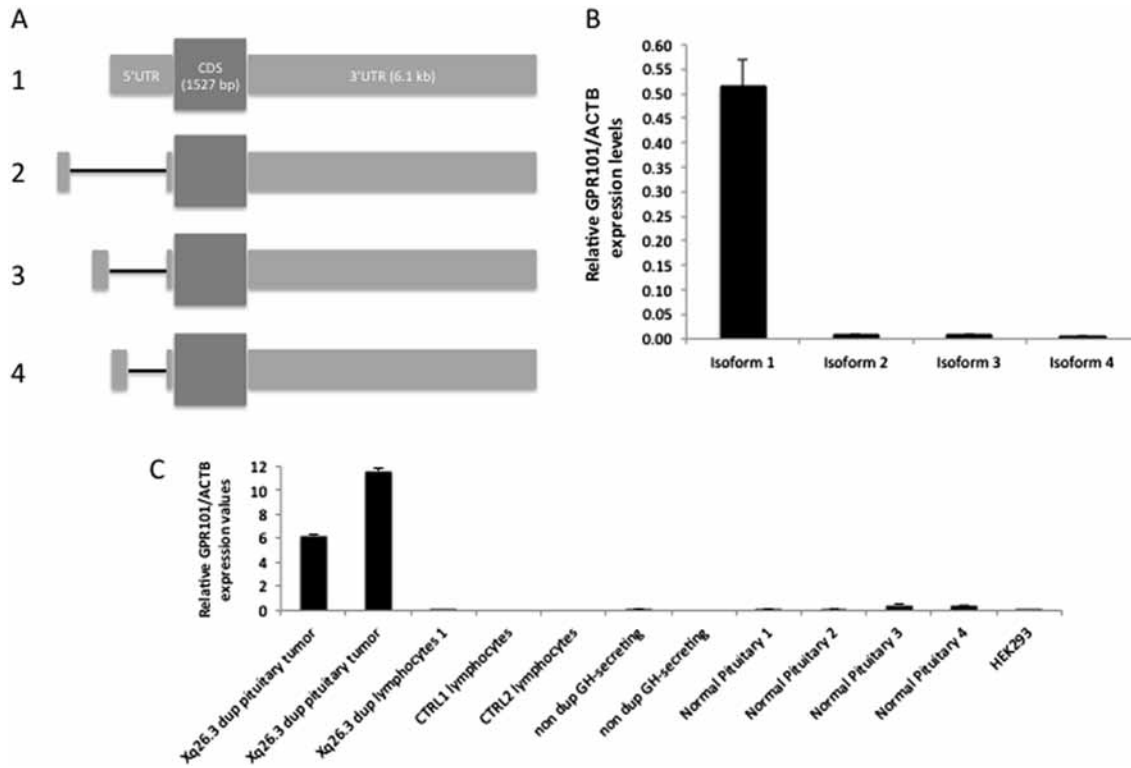 A
1
5'UTR
CDS
(1527 bp)
3'UTR (6.1 kb)
2
3
4
B
Relative GPR101/ACTB
expression levels
0.60
0.55
0.50
0.45
0.40
0.35
0.30
0.25
0.20
0.15
0.10
0.05
0.00
Isoform 1
Isoform 2
Isoform 3
Isoform 4
C
Relative GPR101/ACTB
expression values
12
10
8
6
4
2
0
Xq26.3 dup pituitary tumor
Xq26.3 dup pituitary tumor
Xq26.3 dup lymphocytes 1
CTRL1 lymphocytes
CTRL2 lymphocytes
non dup GH-secreting
non dup GH-secreting
Normal Pituitary 1
Normal Pituitary 2
Normal Pituitary 3
Normal Pituitary 4
HEK293